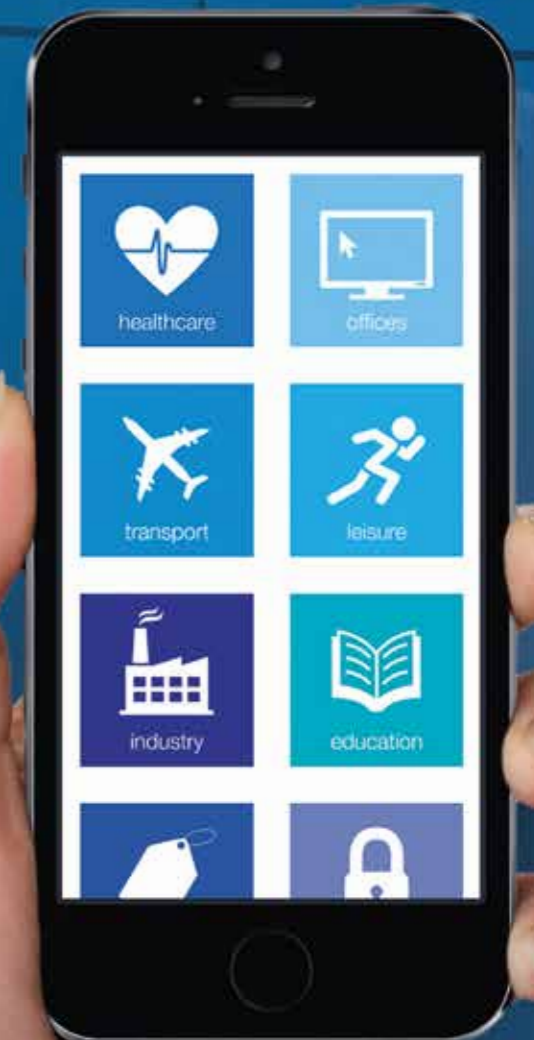 healthcare
offices
transport
leisure
industry
education